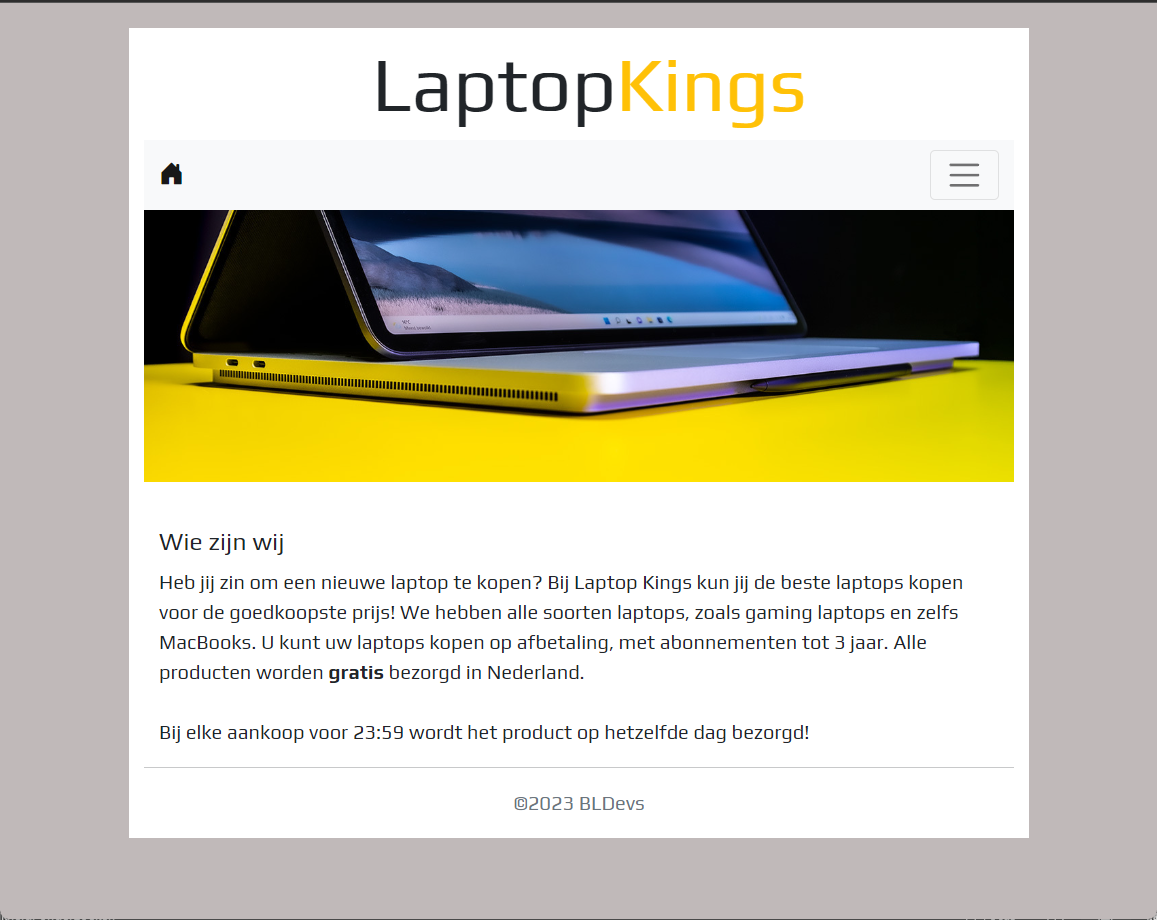 LaptopKings
Wie zijn wij
Heb jij zin om een nieuwe laptop te kopen? Bij Laptop Kings kun jij de beste laptops kopen
voor de goedkoopste prijs! We hebben alle soorten laptops, zoals gaming laptops en zelfs
MacBooks. U kunt uw laptops kopen op afbetaling, met abonnementen tot 3 jaar. Alle
producten worden gratis bezorgd in Nederland.
Bij elke aankoop voor 23:59 wordt het product op hetzelfde dag bezorgd!
©2023 BLDevs